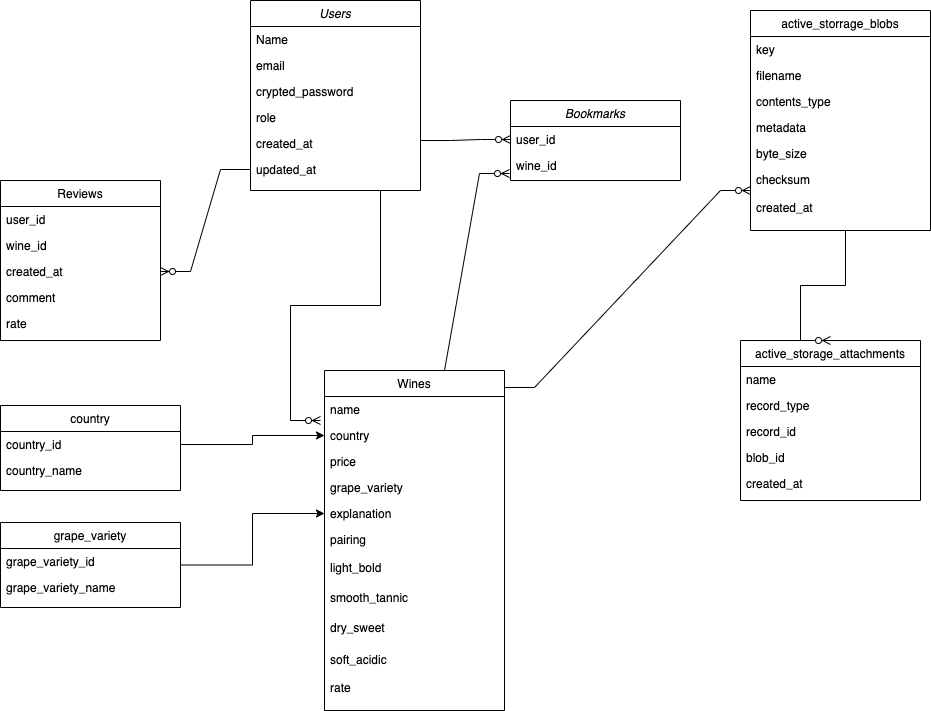 Users
Name
email
crypted_password
role
created_at
updated_at
active_storrage_blobs
key
filename
contents_type
metadata
byte_size
checksum
created_at
Bookmarks
user_id
wine_id
Reviews
user_id
wine_id
created_at
comment
rate
active_storage_attachments
name
record_type
record_id
blob_id
created_at
Wines
name
country
price
grape_variety
explanation
pairing
light_bold
smooth_tannic
dry_sweet
soft_acidic
rate
country
country_id
country_name
grape_variety
grape_variety_id
grape_variety_name